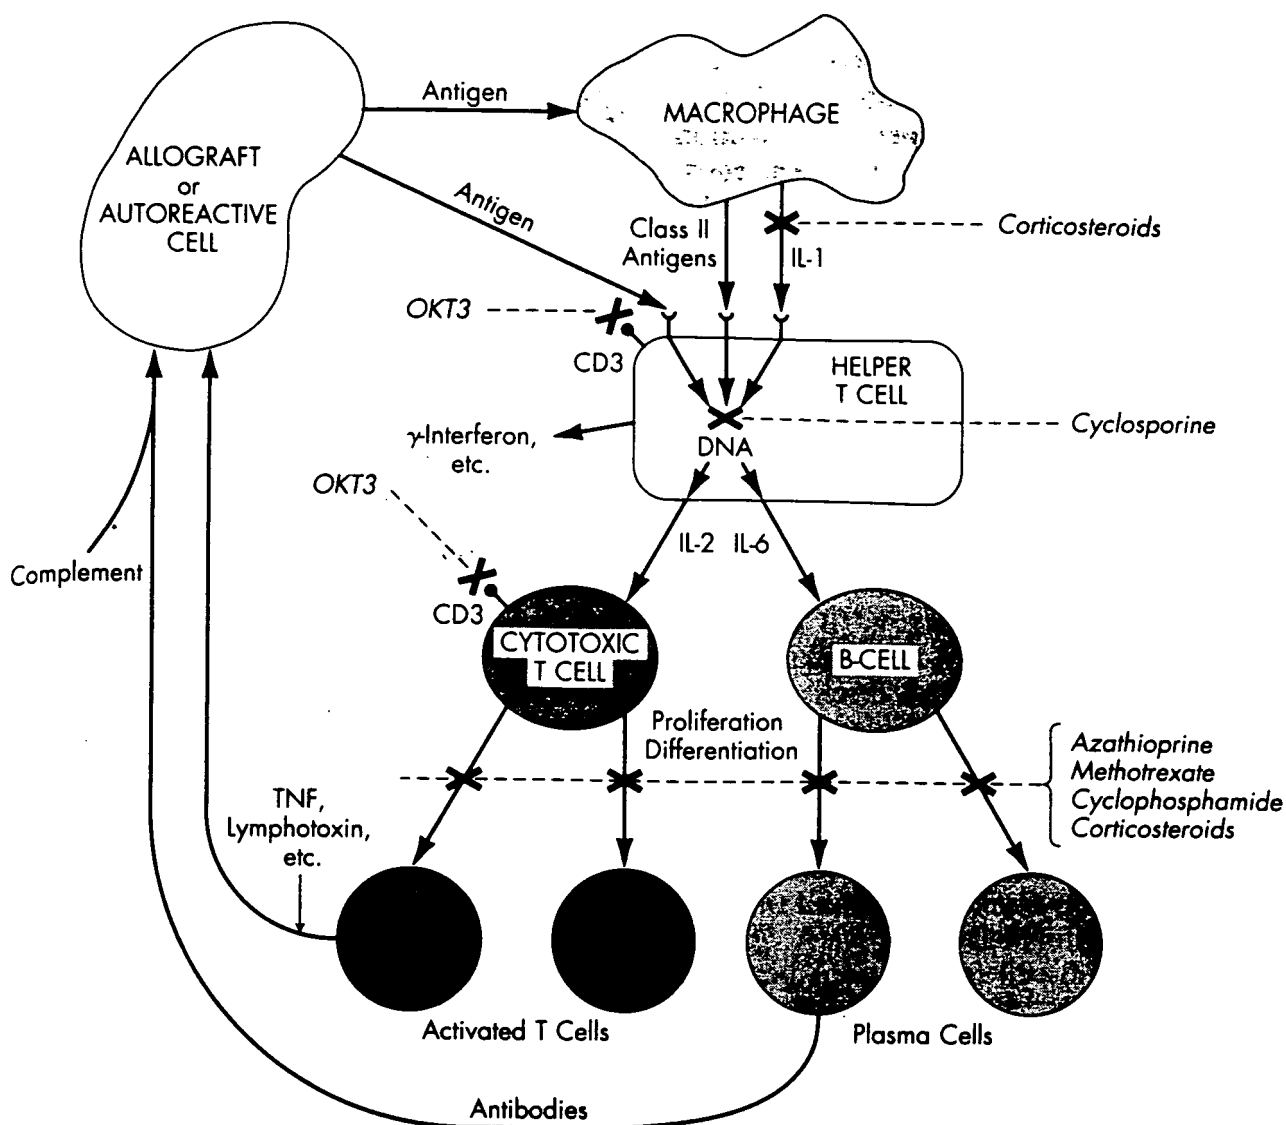 Antigen
MACROPHAGE
ALLOGRAFT
or
AUTOREACTIVE
CELL
Antigen
Class II
Antigens
IL-1
Corticosteroids
OKT3
CD3
HELPER
T CELL
Cyclosporine
DNA
γ-Interferon,
etc.
OKT3
IL-2 IL-6
Complement
CD3
CYTOTOXIC
T CELL
B-CELL
Proliferation
Differentiation
Azathioprine
Methotrexate
Cyclophosphamide
Corticosteroids
TNF,
Lymphotoxin,
etc.
Activated T Cells
Plasma Cells
Antibodies